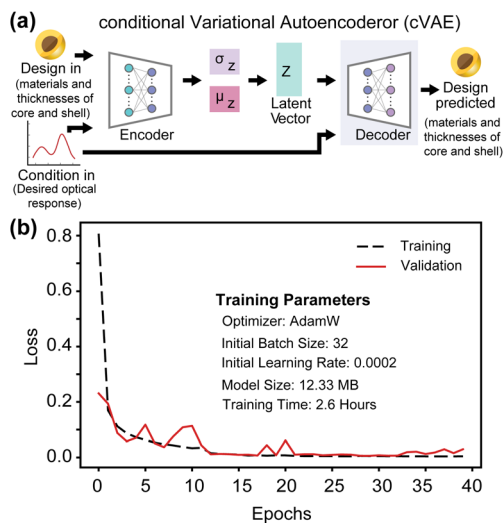 (a) conditional Variational Autoencoderor (cVAE)
Design in
(materials and
thicknesses of
core and shell)
Condition in
(Desired optical
response)
Encoder
σz
μz
Z
Latent
Vector
Decoder
Design
predicted
(materials and
thicknesses of
core and shell)
(b)
Training
Validation
Training Parameters
Optimizer: AdamW
Initial Batch Size: 32
Initial Learning Rate: 0.0002
Model Size: 12.33 MB
Training Time: 2.6 Hours
Loss
0.8
0.6
0.4
0.2
0.0
0 5 10 15 20 25 30 35 40
Epochs